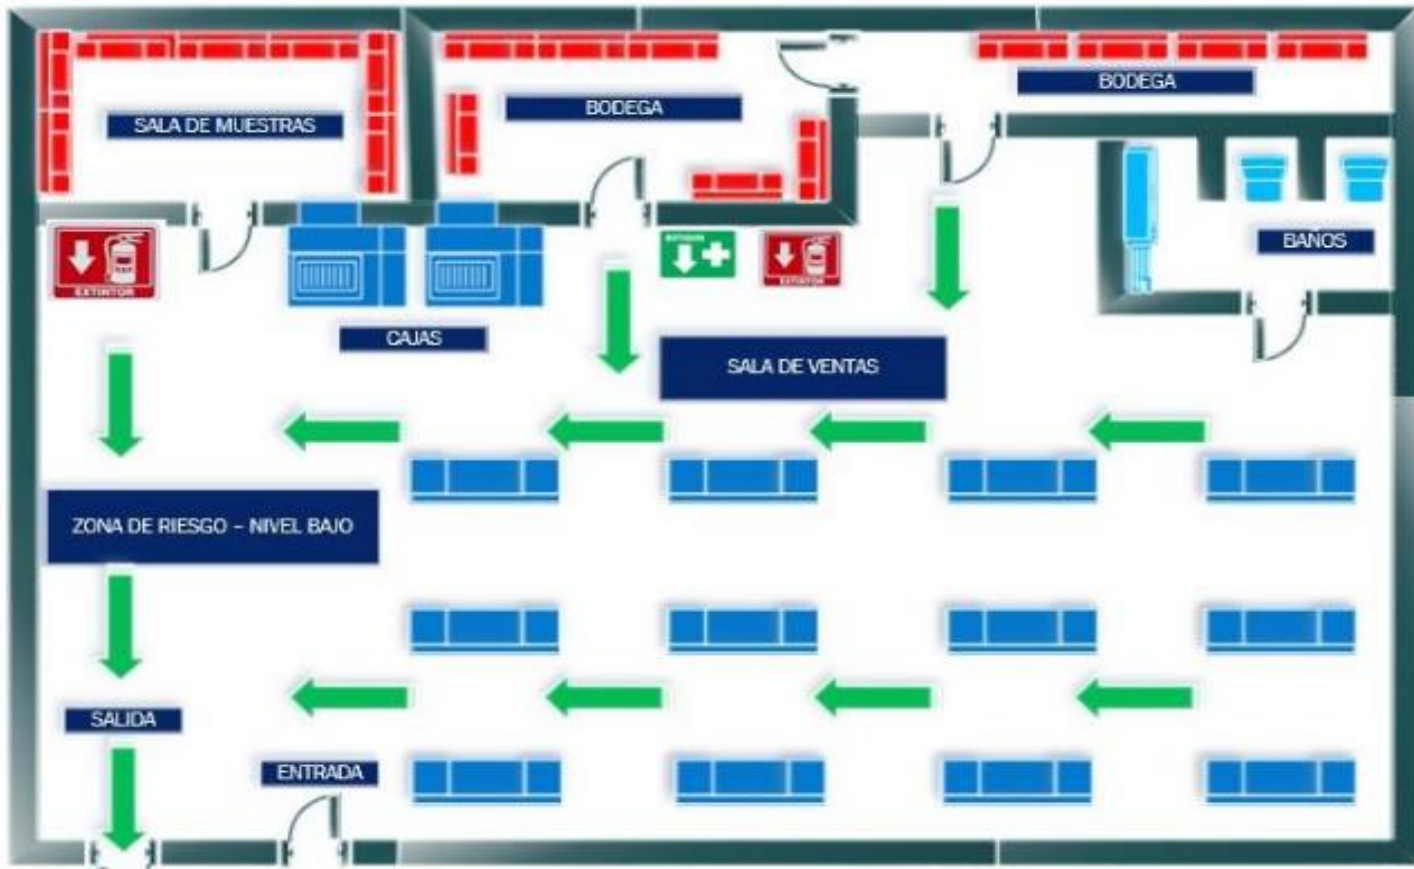 SALA DE MUESTRAS
BODEGA
BODEGA
EXTINTOR
BAÑOS
EXTINTOR
CAJAS
SALA DE VENTAS
ZONA DE RIESGO – NIVEL BAJO
SALIDA
ENTRADA